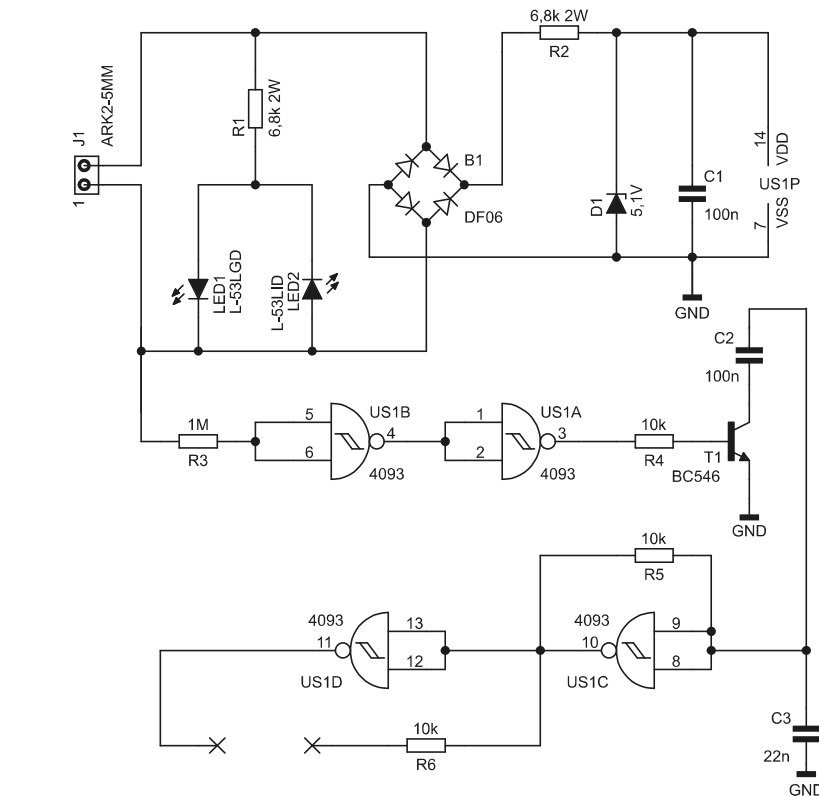 6,8k 2W
R2
J1
ARK2-5MM
1
R1
6,8k 2W
B1
DF06
D1
5,1V
C1
100n
14
VDD
US1P
7
VSS
GND
LED1
L-53LGD
L-53LID
LED2
C2
100n
1M
R3
5
6
US1B
4
4093
1
2
US1A
3
4093
10k
R4
T1
BC546
GND
10k
R5
4093
13
11
12
US1D
4093
9
10
8
US1C
10k
R6
C3
22n
GND